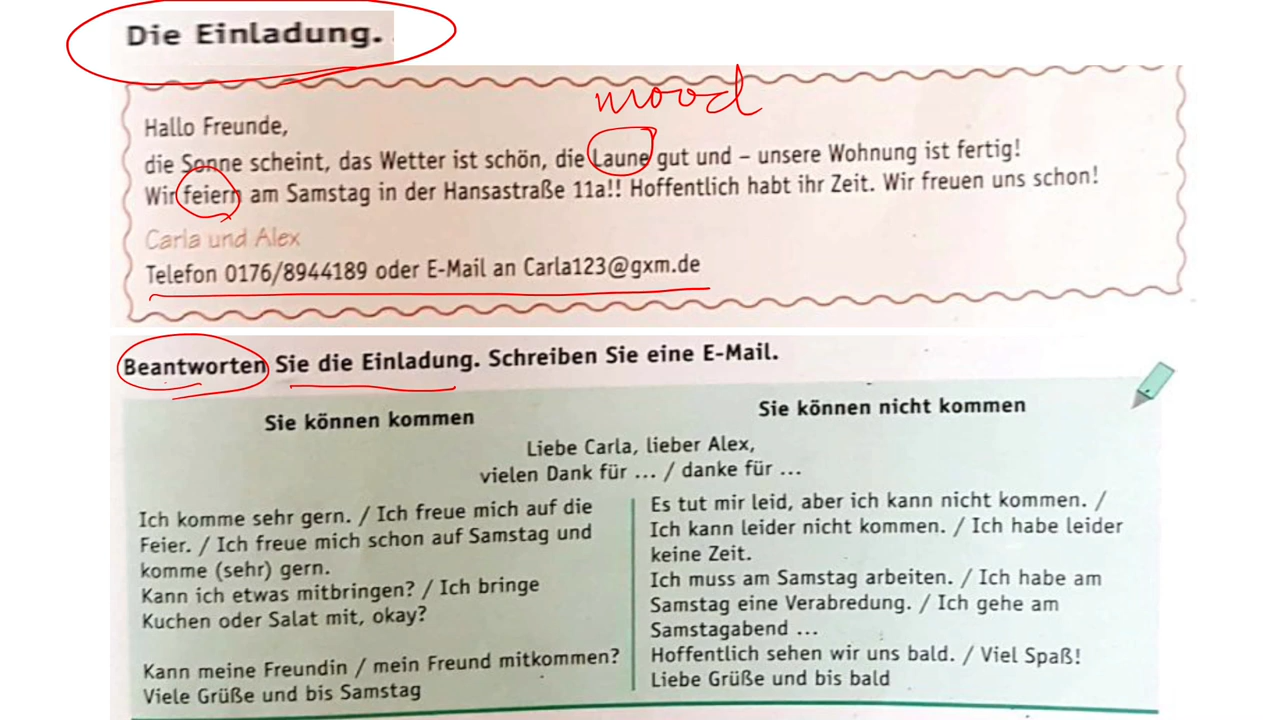 Die Einladung.
mood
Hallo Freunde,
die Sonne scheint, das Wetter ist schön, die Laune gut und – unsere Wohnung ist fertig!
Wir feiern am Samstag in der Hansastraße 11a!! Hoffentlich habt ihr Zeit. Wir freuen uns schon!
Carla und Alex
Telefon 0176/8944189 oder E-Mail an Carla123@gxm.de
Beantworten Sie die Einladung. Schreiben Sie eine E-Mail.
Sie können kommen
Sie können nicht kommen
Liebe Carla, lieber Alex,
vielen Dank für ... / danke für ...
Ich komme sehr gern. / Ich freue mich auf die
Feier. / Ich freue mich schon auf Samstag und
komme (sehr) gern.
Kann ich etwas mitbringen? / Ich bringe
Kuchen oder Salat mit, okay?
Kann meine Freundin / mein Freund mitkommen?
Viele Grüße und bis Samstag
Es tut mir leid, aber ich kann nicht kommen. /
Ich kann leider nicht kommen. / Ich habe leider
keine Zeit.
Ich muss am Samstag arbeiten. / Ich habe am
Samstag eine Verabredung. / Ich gehe am
Samstagabend ...
Hoffentlich sehen wir uns bald. / Viel Spaß!
Liebe Grüße und bis bald